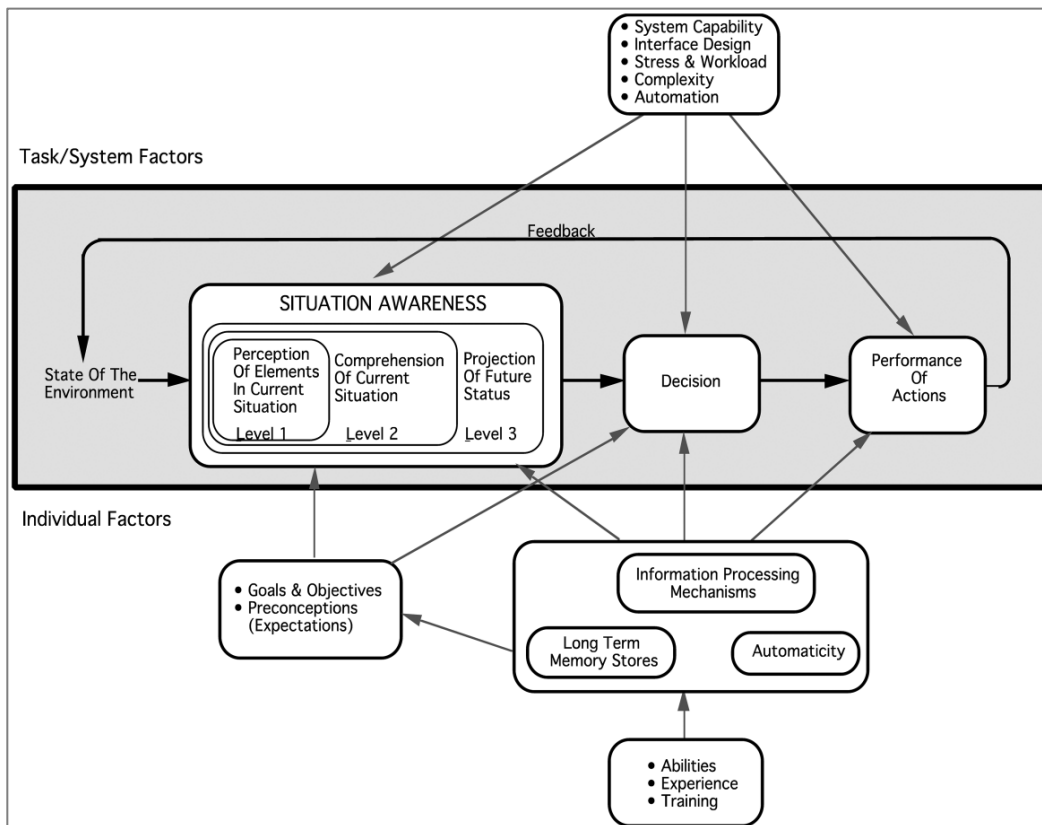 • System Capability
• Interface Design
• Stress & Workload
• Complexity
• Automation
Task/System Factors
Feedback
SITUATION AWARENESS
Perception
Of Elements
In Current
Situation
Level 1
Comprehension
Of Current
Situation
Level 2
Projection
Of Future
Status
Level 3
State Of The
Environment
Decision
Performance
Of
Actions
Individual Factors
• Goals & Objectives
• Preconceptions
(Expectations)
Information Processing
Mechanisms
Long Term
Memory Stores
Automaticity
• Abilities
• Experience
• Training